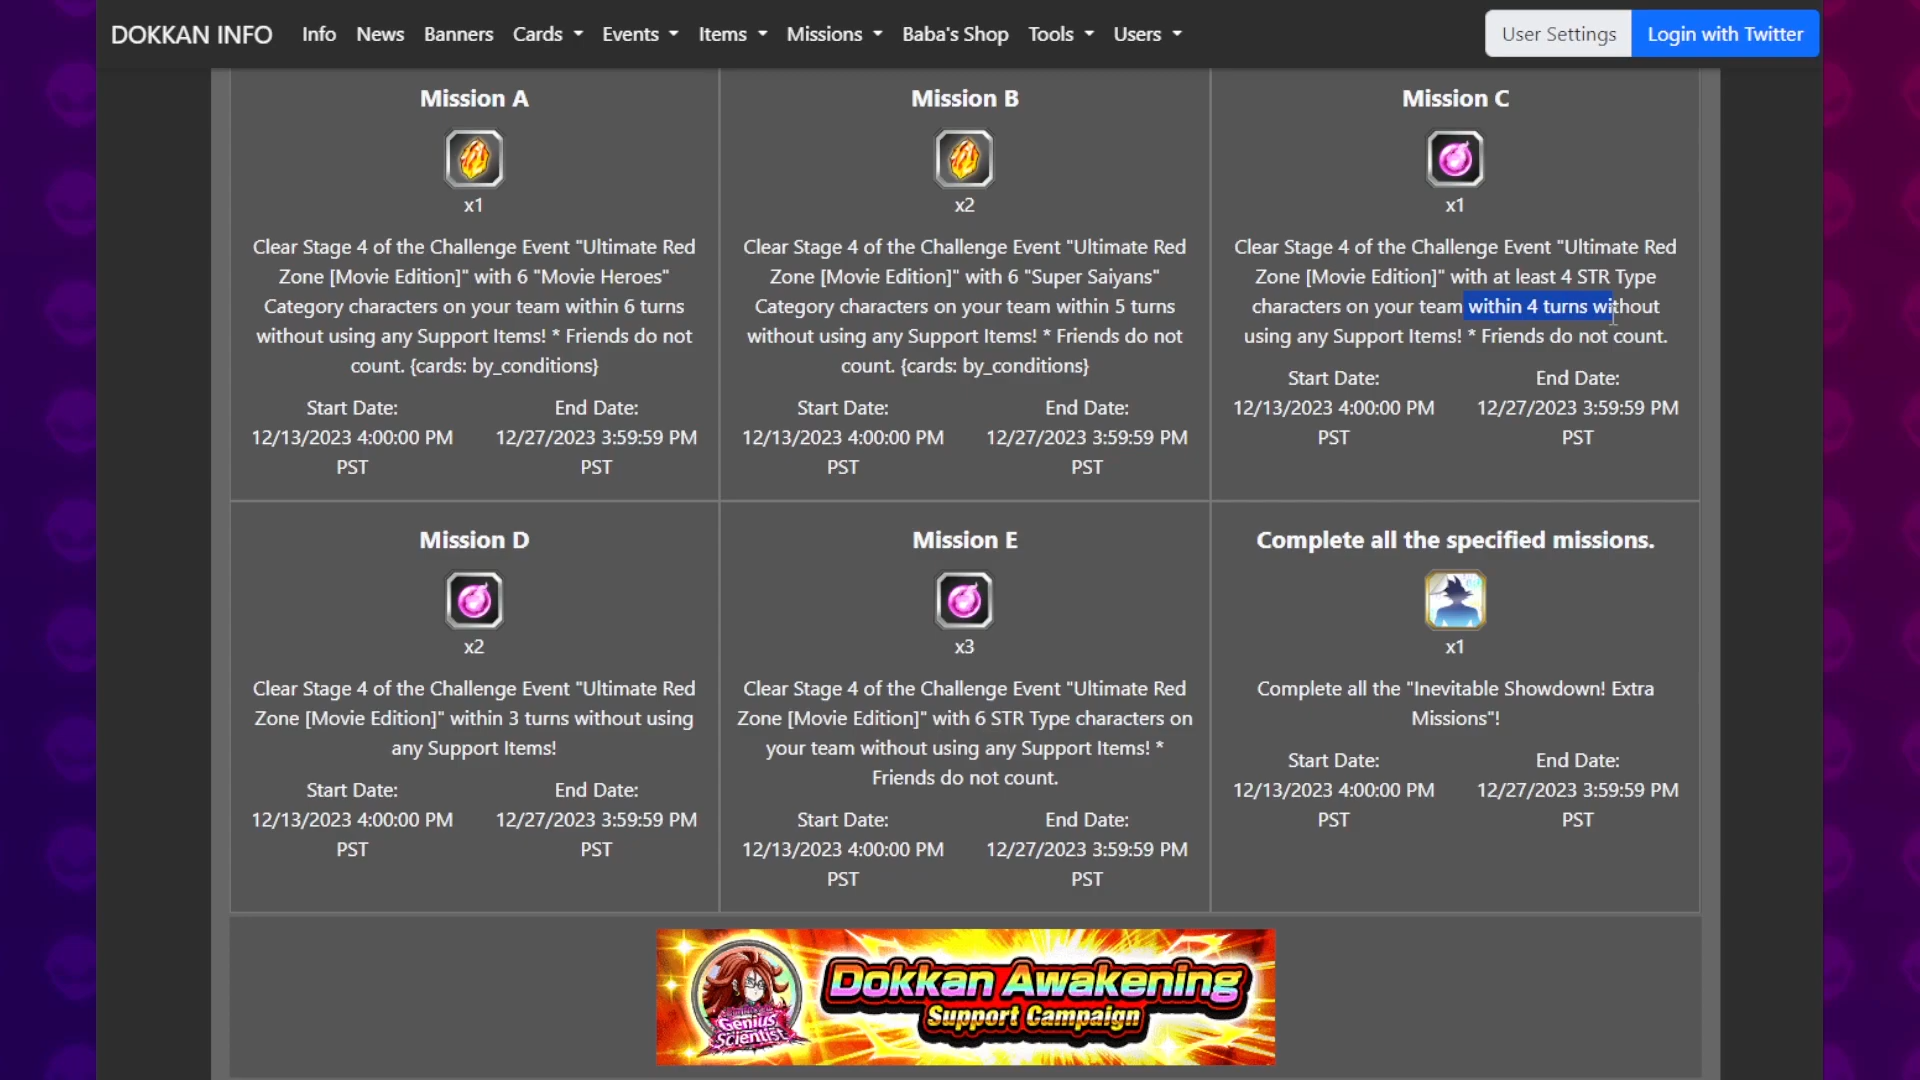 DOKKAN INFO Info News Banners Cards Events Items Missions Baba's Shop Tools Users User Settings Login with Twitter
Mission A
x1
Clear Stage 4 of the Challenge Event "Ultimate Red
Zone [Movie Edition]" with 6 "Movie Heroes"
Category characters on your team within 6 turns
without using any Support Items! * Friends do not
count. {cards: by_conditions}
Start Date:
12/13/2023 4:00:00 PM
PST
End Date:
12/27/2023 3:59:59 PM
PST
Mission B
x2
Clear Stage 4 of the Challenge Event "Ultimate Red
Zone [Movie Edition]" with 6 "Super Saiyans"
Category characters on your team within 5 turns
without using any Support Items! * Friends do not
count. {cards: by_conditions}
Start Date:
12/13/2023 4:00:00 PM
PST
End Date:
12/27/2023 3:59:59 PM
PST
Mission C
x1
Clear Stage 4 of the Challenge Event "Ultimate Red
Zone [Movie Edition]" with at least 4 STR Type
characters on your team within 4 turns without
using any Support Items! * Friends do not count.
Start Date:
12/13/2023 4:00:00 PM
PST
End Date:
12/27/2023 3:59:59 PM
PST
Mission D
x2
Clear Stage 4 of the Challenge Event "Ultimate Red
Zone [Movie Edition]" within 3 turns without using
any Support Items!
Start Date:
12/13/2023 4:00:00 PM
PST
End Date:
12/27/2023 3:59:59 PM
PST
Mission E
x3
Clear Stage 4 of the Challenge Event "Ultimate Red
Zone [Movie Edition]" with 6 STR Type characters on
your team without using any Support Items! *
Friends do not count.
Start Date:
12/13/2023 4:00:00 PM
PST
End Date:
12/27/2023 3:59:59 PM
PST
Complete all the specified missions.
x1
Complete all the "Inevitable Showdown! Extra
Missions"!
Start Date:
12/13/2023 4:00:00 PM
PST
End Date:
12/27/2023 3:59:59 PM
PST
Genius
Scientist
Dokkan Awakening
Support Campaign